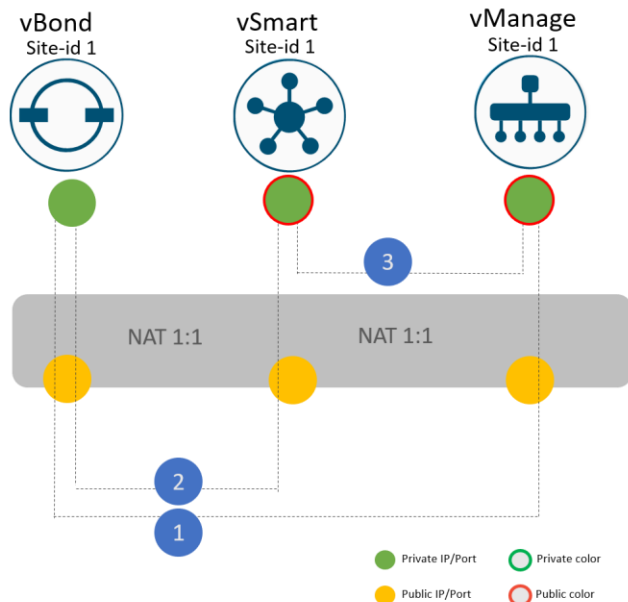 vBond
Site-id 1
vSmart
Site-id 1
vManage
Site-id 1
3
NAT 1:1
NAT 1:1
2
1
Private IP/Port
Private color
Public IP/Port
Public color